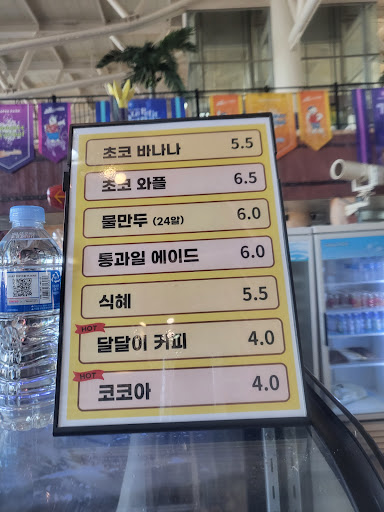 초코 바나나 5.5
초코 와플 6.5
물만두 (24알) 6.0
통과일 에이드 6.0
식혜 5.5
HOT
달달이 커피 4.0
HOT
코코아 4.0